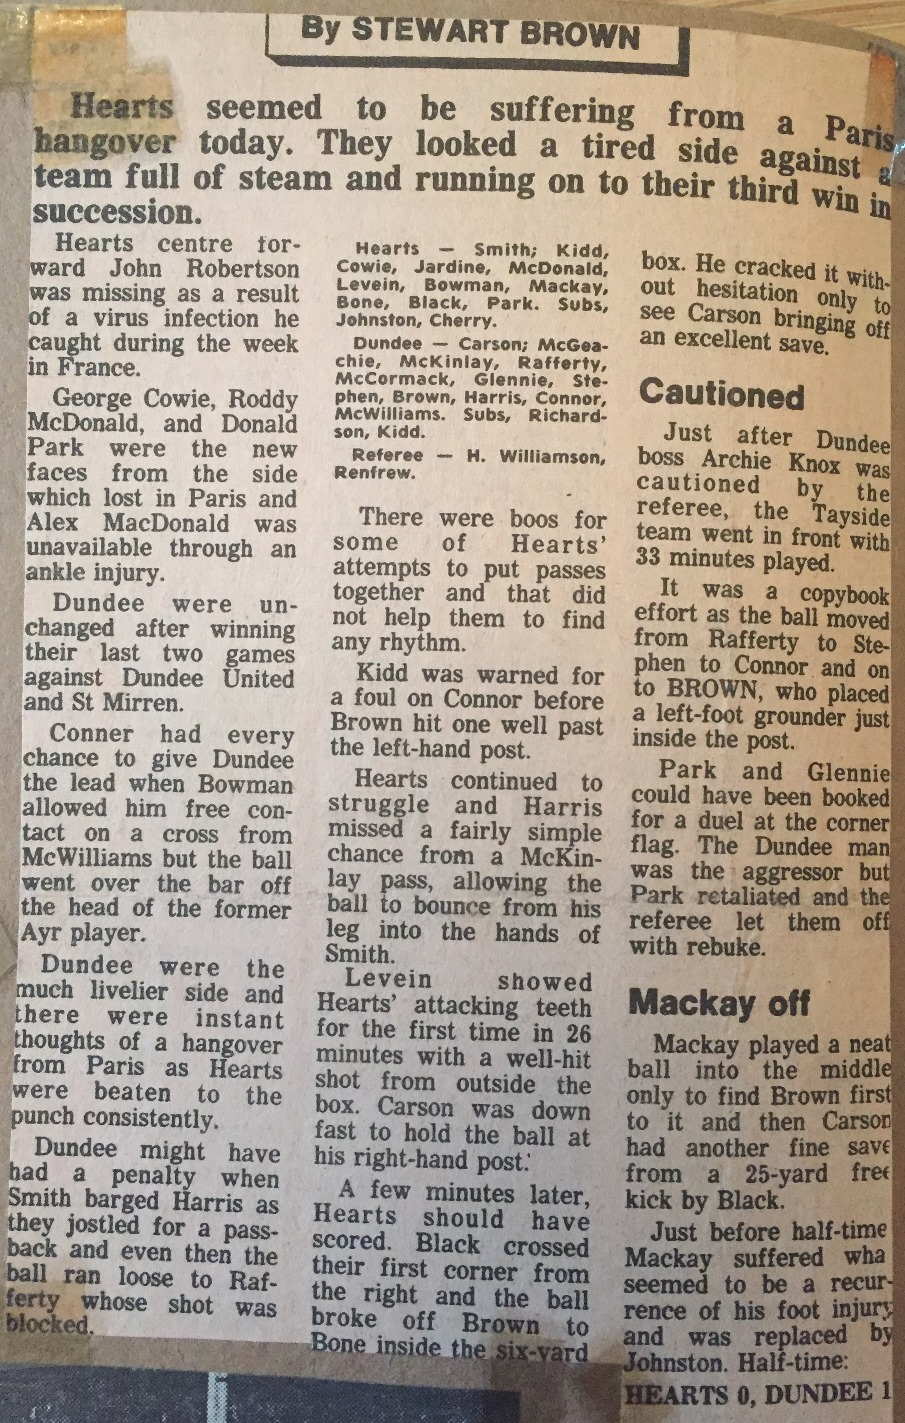 By STEWART BROWN
Hearts seemed to be suffering from a Paris
hangover today. They looked a tired side against a
team full of steam and running on to their third win in
succession.
Hearts centre for-
ward John Robertson
was missing as a result
of a virus infection he
caught during the week
in France.
George Cowie, Roddy
McDonald, and Donald
Park were the new
faces from the side
which lost in Paris and
Alex MacDonald was
unavailable through an
ankle injury.
Dundee were un-
changed after winning
their last two games
against Dundee United
and St Mirren.
Conner had every
chance to give Dundee
the lead when Bowman
allowed him free con-
tact on a cross from
McWilliams but the ball
went over the bar off
the head of the former
Ayr player.
Dundee were the
much livelier side and
there were instant
thoughts of a hangover
from Paris as Hearts
were beaten to the
punch consistently.
Dundee might have
had a penalty when
Smith barged Harris as
they jostled for a pass-
back and even then the
ball ran loose to Raf-
ferty whose shot was
blocked.
Hearts — Smith; Kidd,
Cowie, Jardine, McDonald,
Levein, Bowman, Mackay,
Bone, Black, Park. Subs,
Johnston, Cherry.
Dundee — Carson; McGea-
chie, McKinlay, Rafferty,
McCormack, Glennie, Ste-
phen, Brown, Harris, Connor,
McWilliams. Subs, Richard-
son, Kidd.
Referee — H. Williamson,
Renfrew.
There were boos for
some of Hearts'
attempts to put passes
together and that did
not help them to find
any rhythm.
Kidd was warned for
a foul on Connor before
Brown hit one well past
the left-hand post.
Hearts continued to
struggle and Harris
missed a fairly simple
chance from a McKin-
lay pass, allowing the
ball to bounce from his
leg into the hands of
Smith.
Levein showed
Hearts' attacking teeth
for the first time in 26
minutes with a well-hit
shot from outside the
box. Carson was down
fast to hold the ball at
his right-hand post.
A few minutes later,
Hearts should have
scored. Black crossed
their first corner from
the right and the ball
broke off Brown to
Bone inside the six-yard
box. He cracked it with-
out hesitation only to
see Carson bringing off
an excellent save.
Cautioned
Just after Dundee
boss Archie Knox was
cautioned by the
referee, the Tayside
team went in front with
33 minutes played.
It was a copybook
effort as the ball moved
from Rafferty to Ste-
phen to Connor and on
to BROWN, who placed
a left-foot grounder just
inside the post.
Park and Glennie
could have been booked
for a duel at the corner
flag. The Dundee man
was the aggressor but
Park retaliated and the
referee let them off
with rebuke.
Mackay off
Mackay played a neat
ball into the middle
only to find Brown first
to it and then Carson
had another fine save
from a 25-yard free
kick by Black.
Just before half-time
Mackay suffered wha
seemed to be a recur-
rence of his foot injury
and was replaced by
Johnston. Half-time:
HEARTS 0, DUNDEE 1